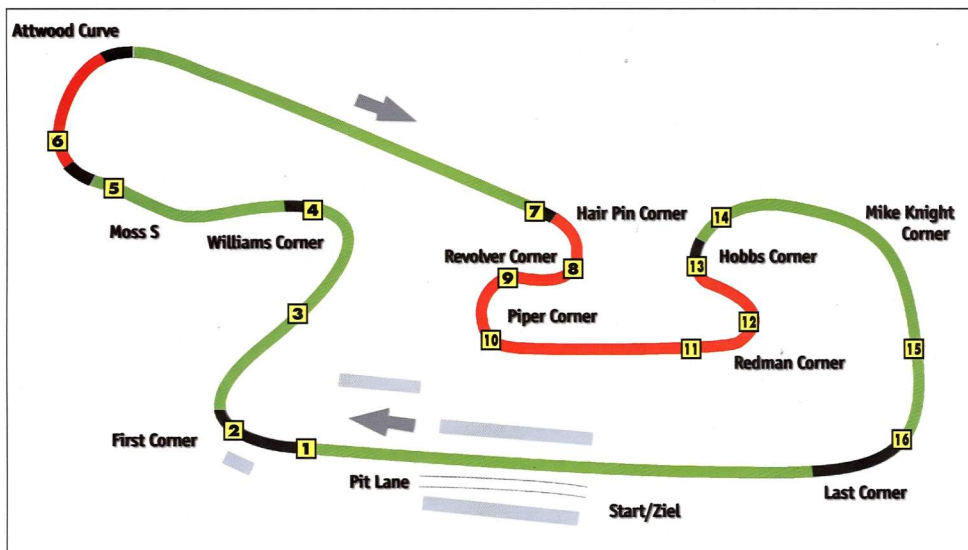 Attwood Curve
6
5
4
7
Hair Pin Corner
14
Mike Knight
Corner
Moss S
Williams Corner
Revolver Corner
9
8
13
Hobbs Corner
3
Piper Corner
10
12
11
15
Redman Corner
First Corner
2
1
16
Pit Lane
Start/Ziel
Last Corner